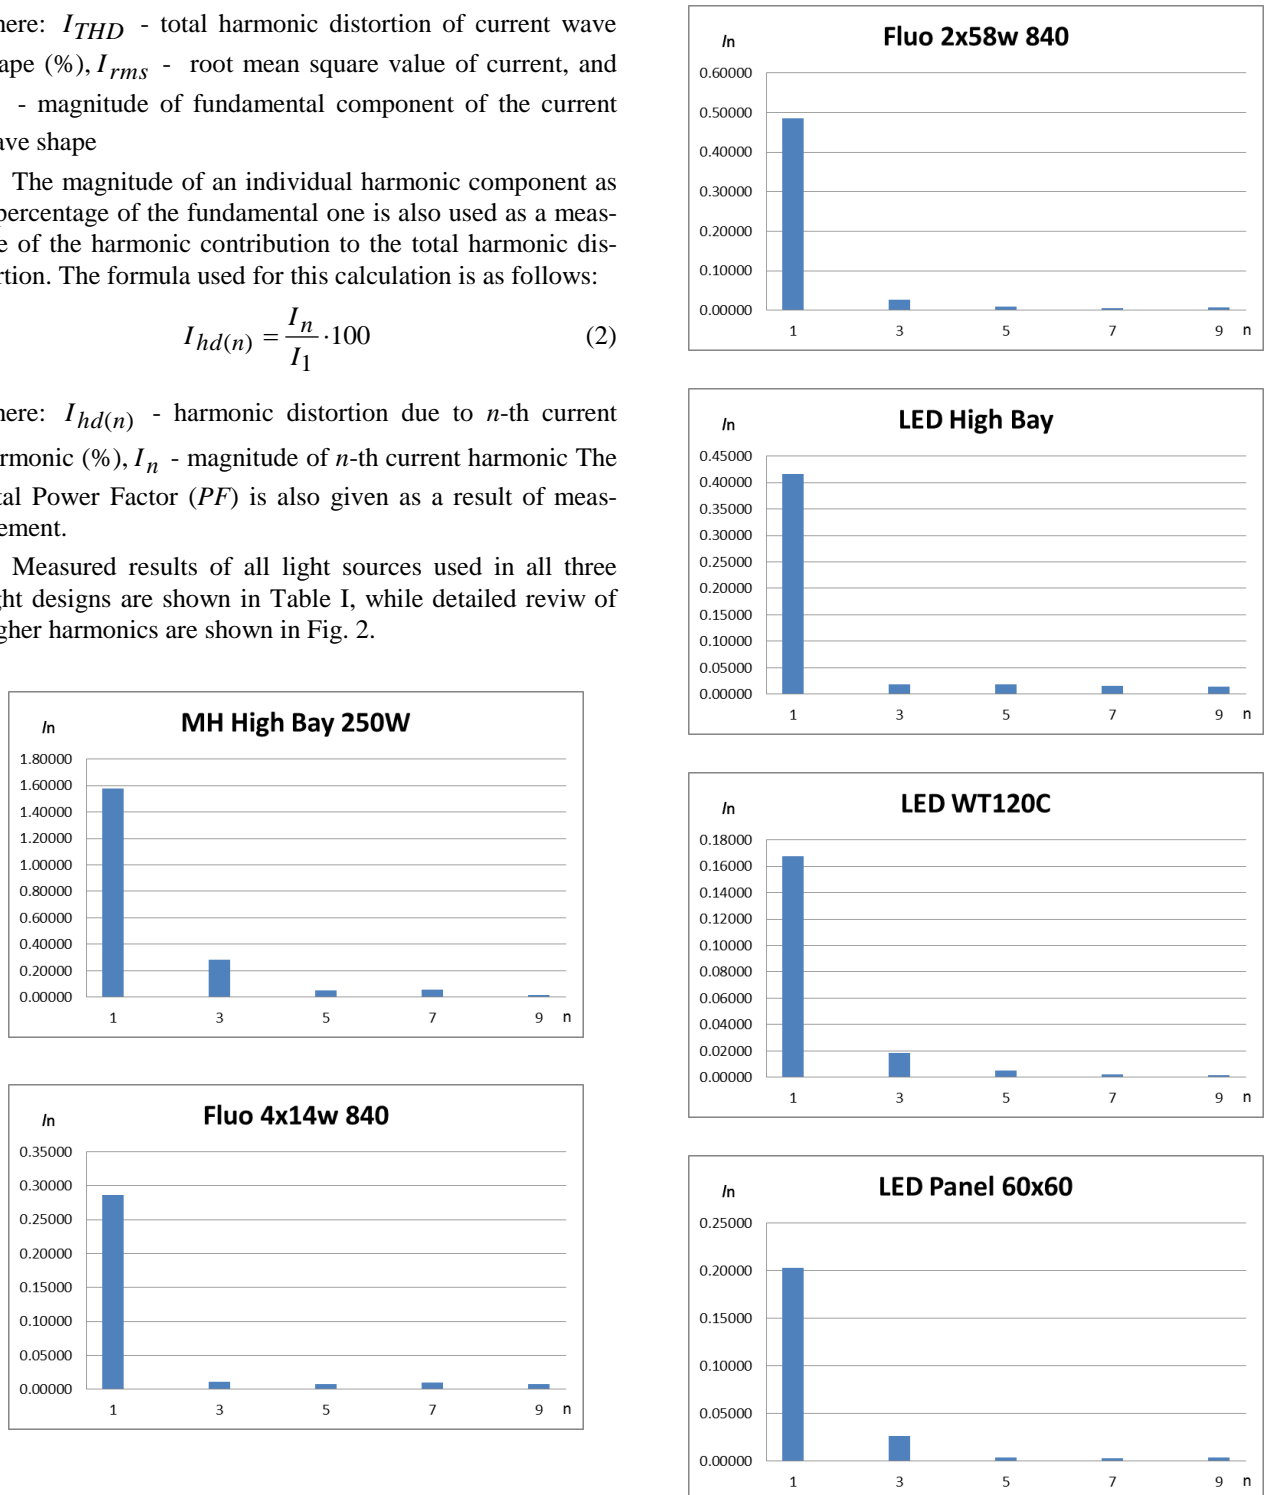 here: I_THD - total harmonic distortion of current wave
ape (%), I_rms - root mean square value of current, and
- magnitude of fundamental component of the current
ave shape
The magnitude of an individual harmonic component as
percentage of the fundamental one is also used as a meas-
e of the harmonic contribution to the total harmonic dis-
rtion. The formula used for this calculation is as follows:
I_hd(n) = I_n / I_1 · 100 (2)
here: I_hd(n) - harmonic distortion due to n-th current
rmonic (%), I_n - magnitude of n-th current harmonic The
tal Power Factor (PF) is also given as a result of meas-
ement.
Measured results of all light sources used in all three
ght designs are shown in Table I, while detailed reviw of
gher harmonics are shown in Fig. 2.
In
MH High Bay 250W
1.80000
1.60000
1.40000
1.20000
1.00000
0.80000
0.60000
0.40000
0.20000
0.00000
1 3 5 7 9 n
In
Fluo 4x14w 840
0.35000
0.30000
0.25000
0.20000
0.15000
0.10000
0.05000
0.00000
1 3 5 7 9 n
In
Fluo 2x58w 840
0.60000
0.50000
0.40000
0.30000
0.20000
0.10000
0.00000
1 3 5 7 9 n
In
LED High Bay
0.45000
0.40000
0.35000
0.30000
0.25000
0.20000
0.15000
0.10000
0.05000
0.00000
1 3 5 7 9 n
In
LED WT120C
0.18000
0.16000
0.14000
0.12000
0.10000
0.08000
0.06000
0.04000
0.02000
0.00000
1 3 5 7 9 n
In
LED Panel 60x60
0.25000
0.20000
0.15000
0.10000
0.05000
0.00000
1 3 5 7 9 n